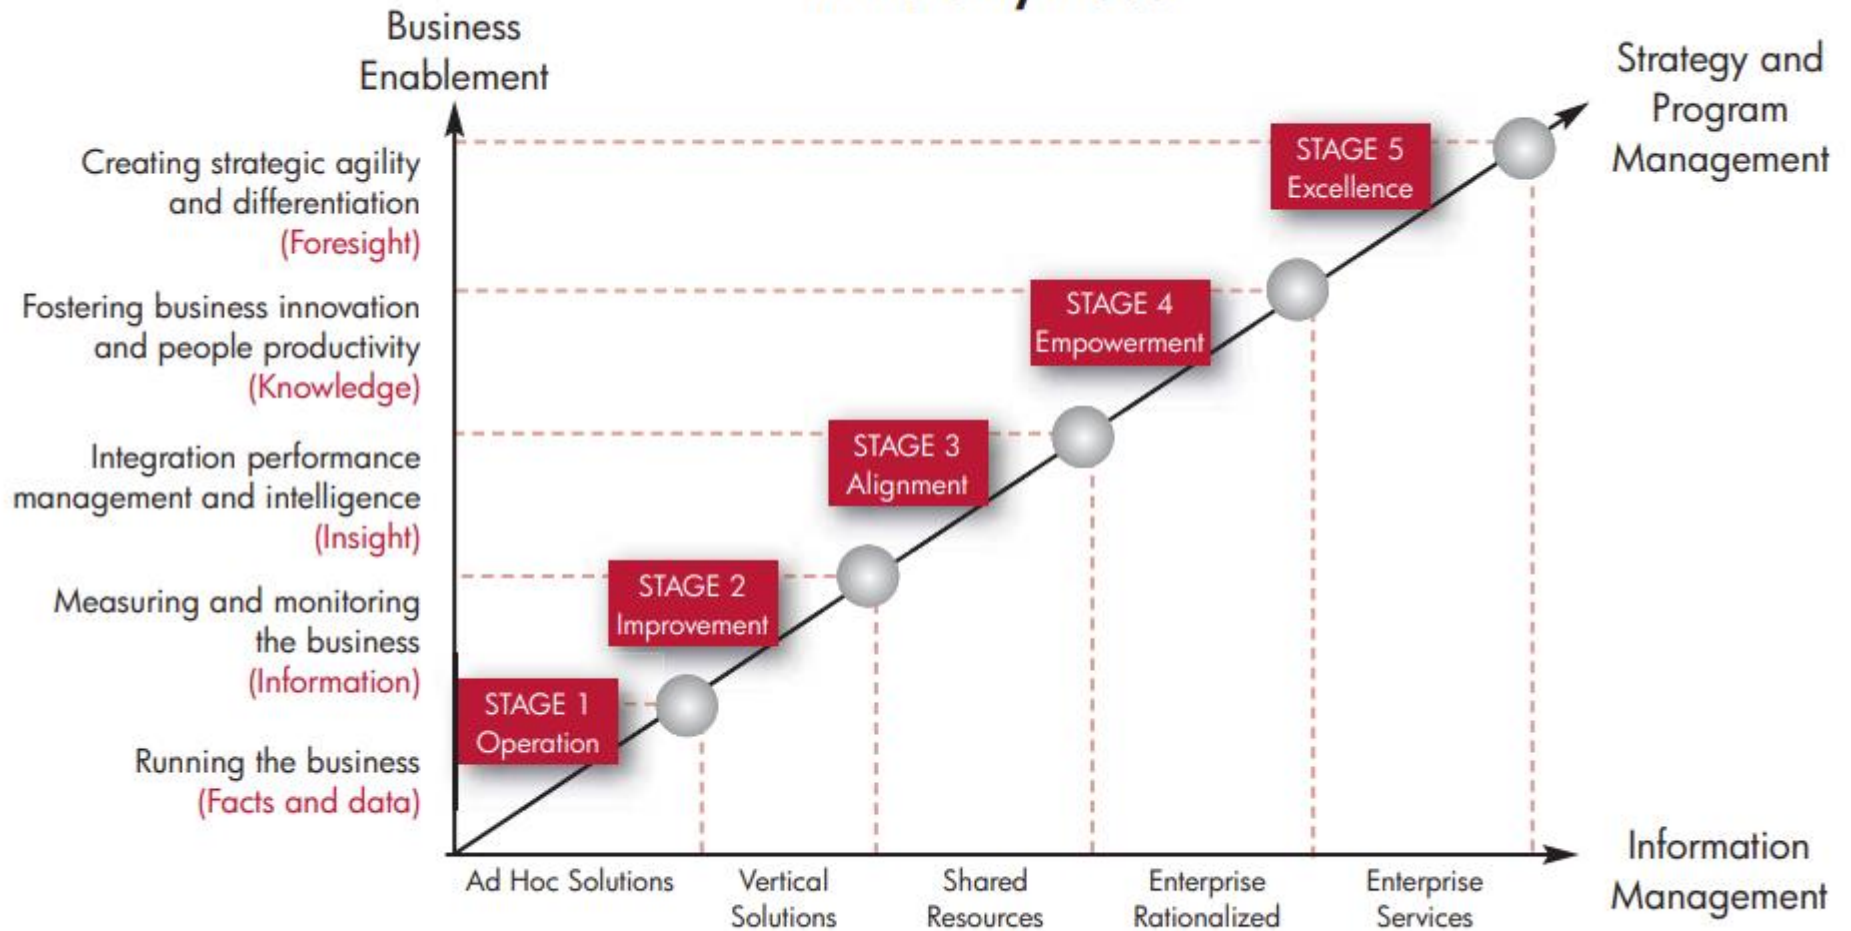 Business
Enablement
Strategy and
Program
Management
Creating strategic agility
and differentiation
(Foresight)
Fostering business innovation
and people productivity
(Knowledge)
Integration performance
management and intelligence
(Insight)
Measuring and monitoring
the business
(Information)
Running the business
(Facts and data)
STAGE 5
Excellence
STAGE 4
Empowerment
STAGE 3
Alignment
STAGE 2
Improvement
STAGE 1
Operation
Ad Hoc Solutions
Vertical
Solutions
Shared
Resources
Enterprise
Rationalized
Enterprise
Services
Information
Management